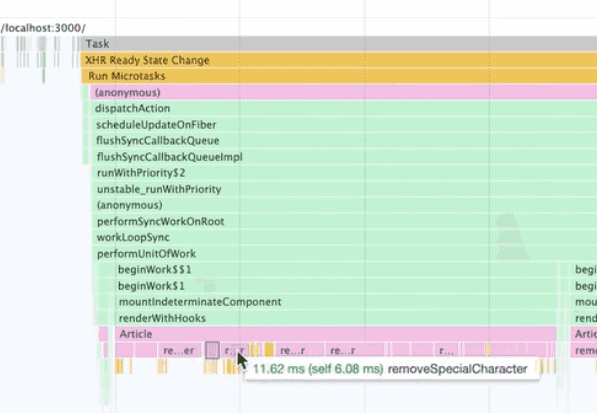 /localhost:3000/
Task
XHR Ready State Change
Run Microtasks
(anonymous)
dispatchAction
scheduleUpdateOnFiber
flushSyncCallbackQueue
flushSyncCallbackQueueImpl
runWithPriority$2
unstable_runWithPriority
(anonymous)
performSyncWorkOnRoot
workLoopSync
performUnitOfWork
beginWork$$1 begi
beginWork$1 begi
mountIndeterminateComponent mou
renderWithHooks rend
Article Artic
re…er r…r re…r re…r r… remo
11.62 ms (self 6.08 ms) removeSpecialCharacter